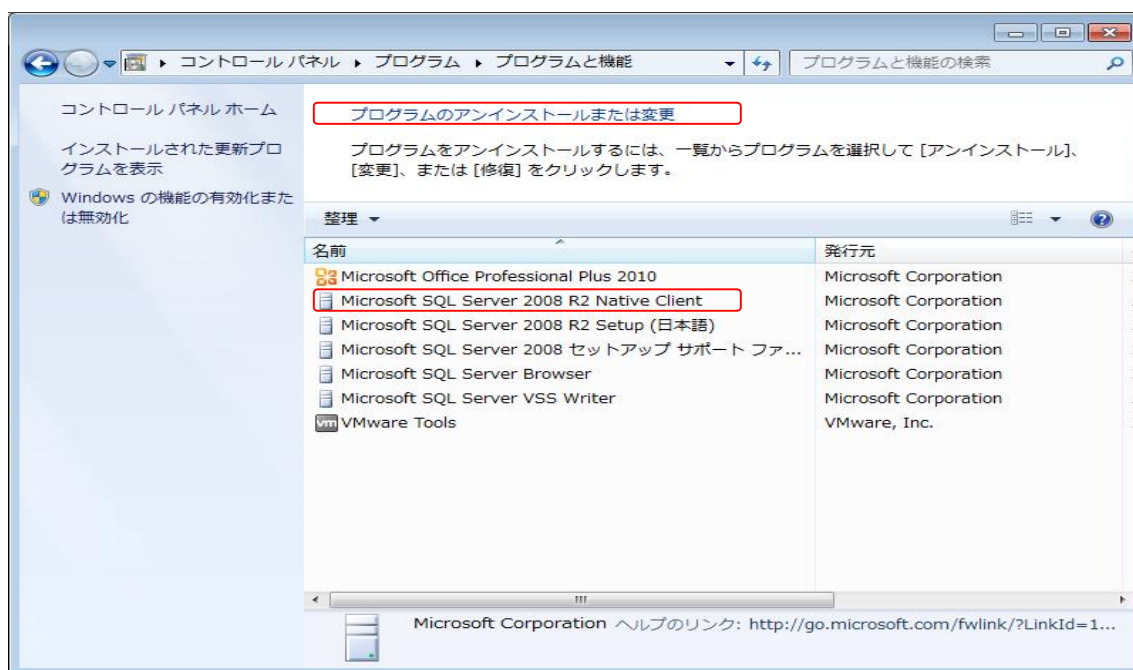 コントロール パネル ▸ プログラム ▸ プログラムと機能
プログラムと機能の検索
コントロール パネル ホーム
インストールされた更新プロ
グラムを表示
Windows の機能の有効化また
は無効化
プログラムのアンインストールまたは変更
プログラムをアンインストールするには、一覧からプログラムを選択して [アンインストール]、
[変更]、または [修復] をクリックします。
整理
名前 発行元
Microsoft Office Professional Plus 2010 Microsoft Corporation
Microsoft SQL Server 2008 R2 Native Client Microsoft Corporation
Microsoft SQL Server 2008 R2 Setup (日本語) Microsoft Corporation
Microsoft SQL Server 2008 セットアップ サポート ファ... Microsoft Corporation
Microsoft SQL Server Browser Microsoft Corporation
Microsoft SQL Server VSS Writer Microsoft Corporation
vm VMware Tools VMware, Inc.
Microsoft Corporation ヘルプのリンク: http://go.microsoft.com/fwlink/?LinkId=1...